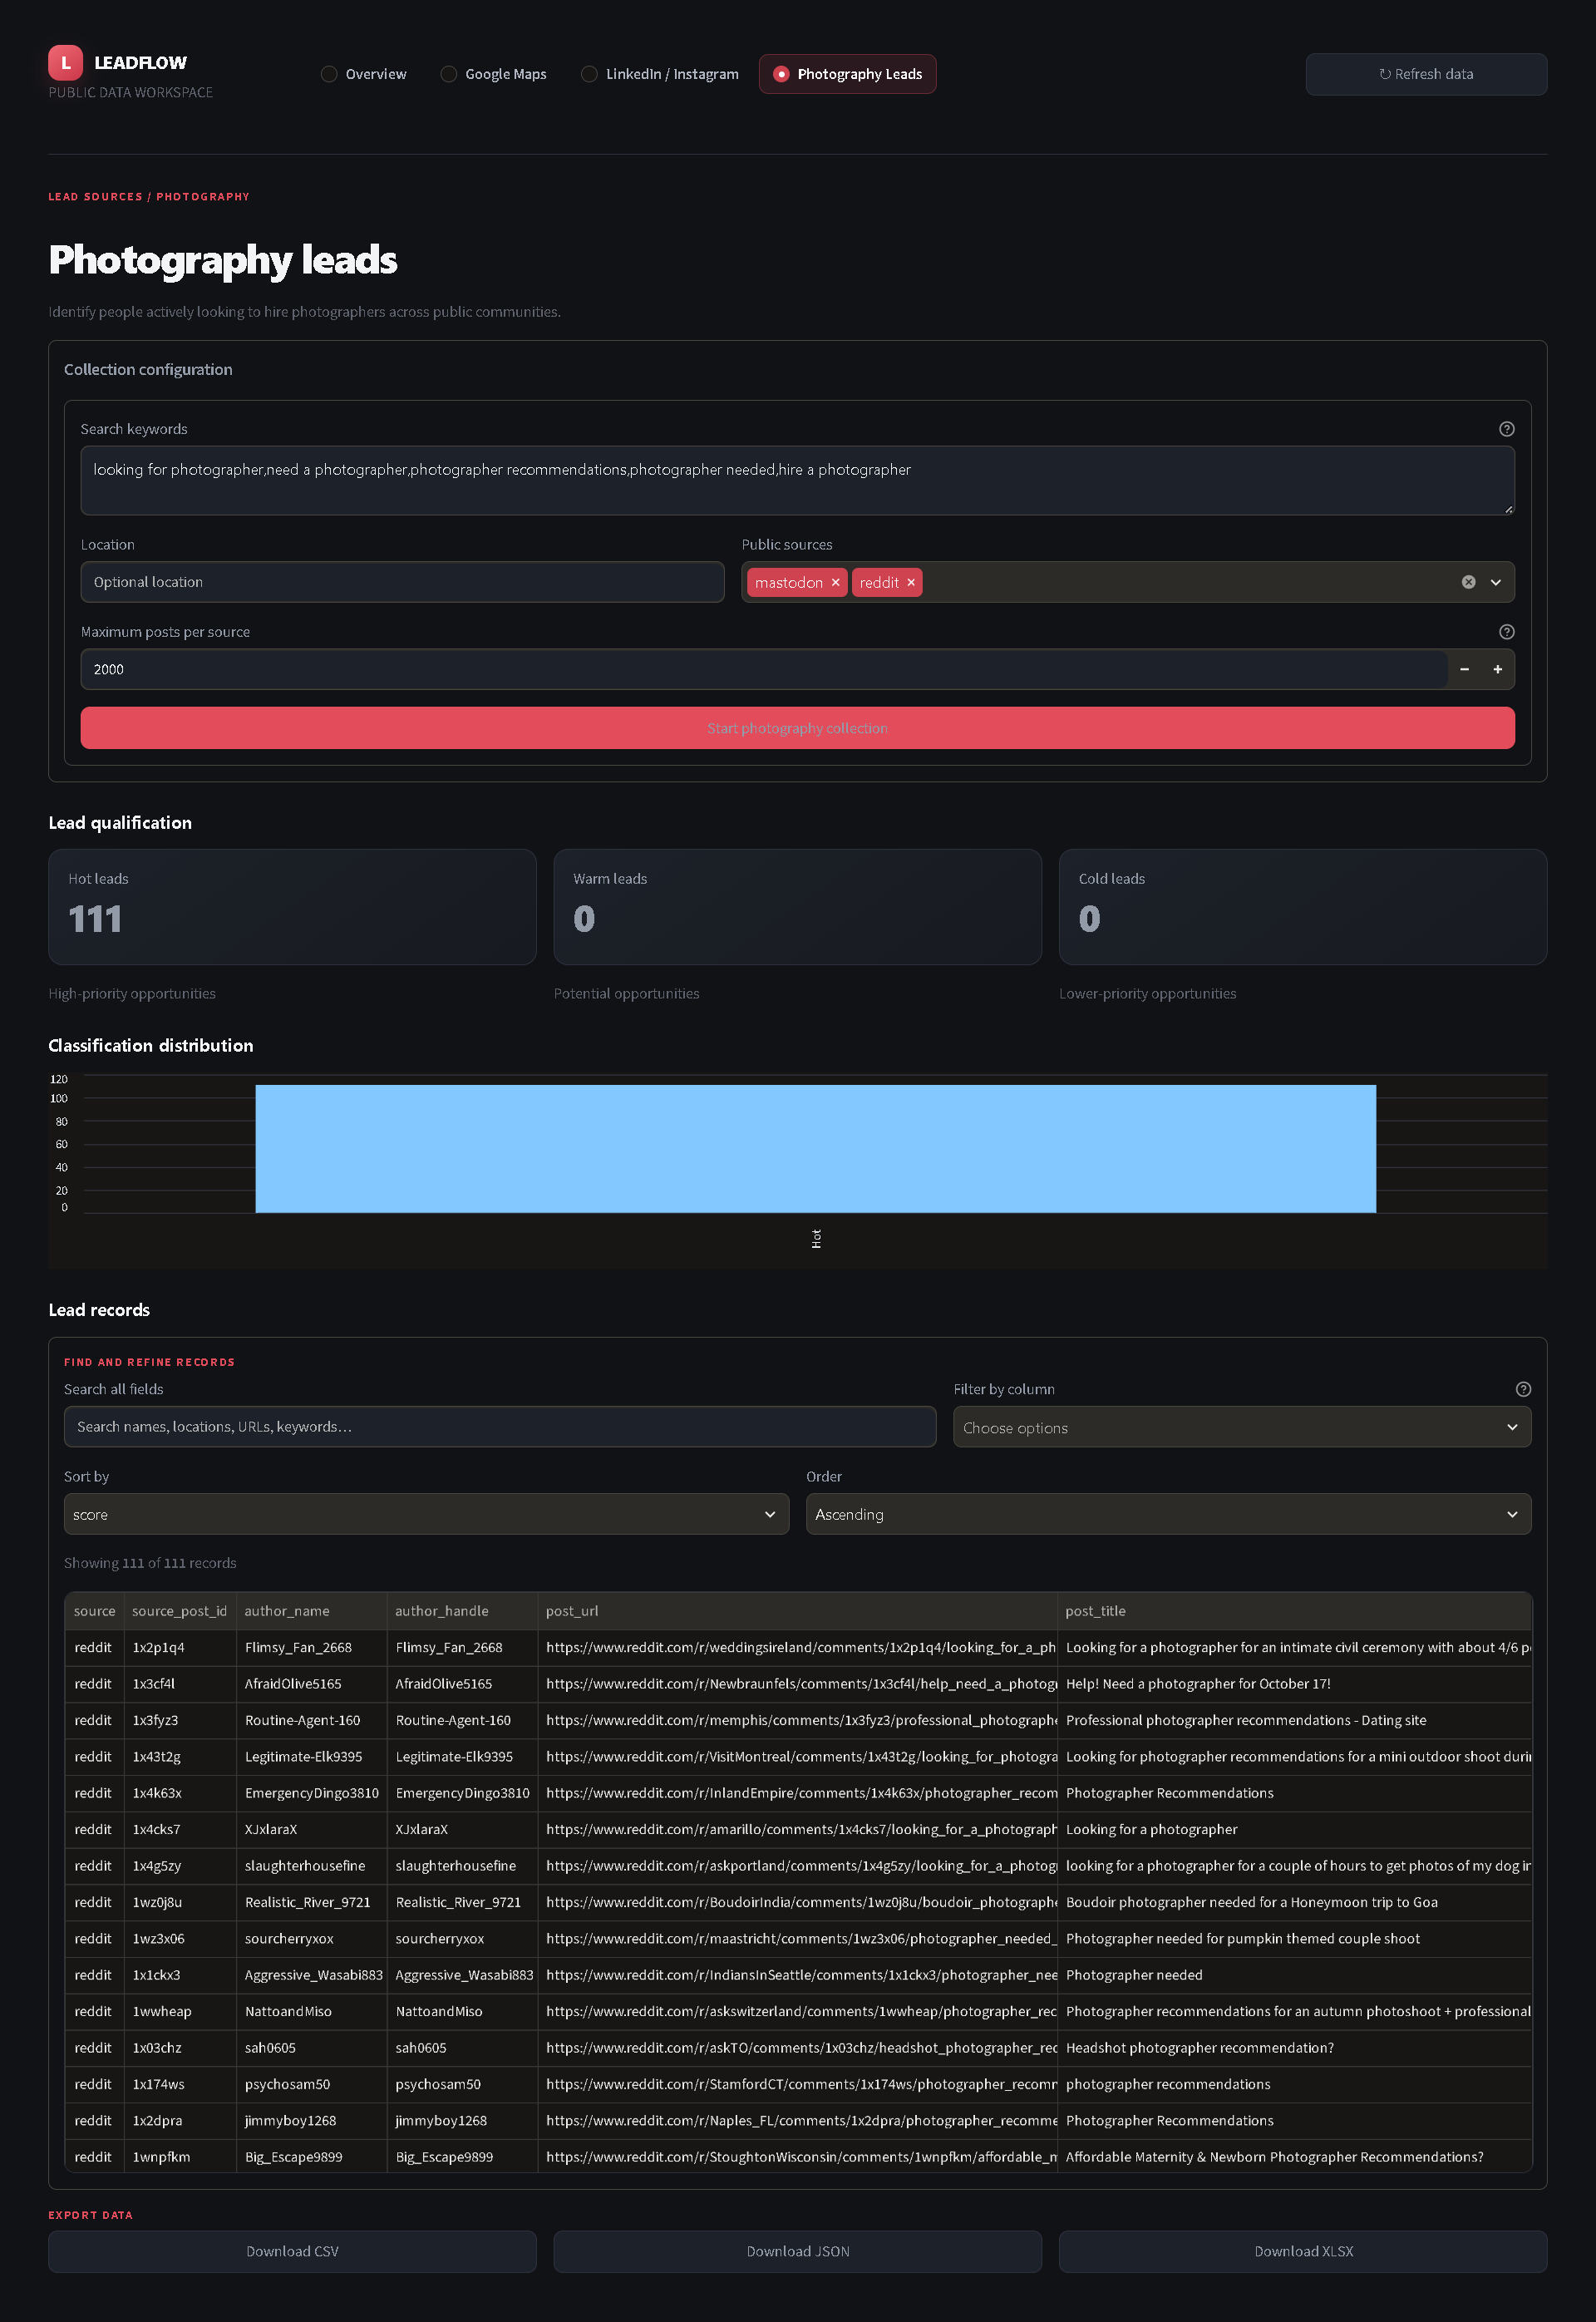 L LEADFLOW
PUBLIC DATA WORKSPACE
Overview
Google Maps
LinkedIn / Instagram
Photography Leads
↻ Refresh data
LEAD SOURCES / PHOTOGRAPHY
Photography leads
Identify people actively looking to hire photographers across public communities.
Collection configuration
Search keywords
looking for photographer,need a photographer,photographer recommendations,photographer needed,hire a photographer
Location
Public sources
Optional location
mastodon ×
reddit ×
Maximum posts per source
2000
Start photography collection
Lead qualification
Hot leads
111
High-priority opportunities
Warm leads
0
Potential opportunities
Cold leads
0
Lower-priority opportunities
Classification distribution
120
100
80
60
40
20
0
Hot
Lead records
FIND AND REFINE RECORDS
Search all fields
Filter by column
Search names, locations, URLs, keywords...
Choose options
Sort by
Order
score
Ascending
Showing 111 of 111 records
source source_post_id author_name author_handle post_url post_title
reddit 1x2p1q4 Flimsy_Fan_2668 Flimsy_Fan_2668 https://www.reddit.com/r/weddingsireland/comments/1x2p1q4/looking_for_a_ph Looking for a photographer for an intimate civil ceremony with about 4/6 p
reddit 1x3cf4l AfraidOlive5165 AfraidOlive5165 https://www.reddit.com/r/Newbraunfels/comments/1x3cf4l/help_need_a_photogr Help! Need a photographer for October 17!
reddit 1x3fyz3 Routine-Agent-160 Routine-Agent-160 https://www.reddit.com/r/memphis/comments/1x3fyz3/professional_photographe Professional photographer recommendations - Dating site
reddit 1x43t2g Legitimate-Elk9395 Legitimate-Elk9395 https://www.reddit.com/r/VisitMontreal/comments/1x43t2g/looking_for_photogra Looking for photographer recommendations for a mini outdoor shoot durin
reddit 1x4k63x EmergencyDingo3810 EmergencyDingo3810 https://www.reddit.com/r/InlandEmpire/comments/1x4k63x/photographer_recom Photographer Recommendations
reddit 1x4cks7 XJxlaraX XJxlaraX https://www.reddit.com/r/amarillo/comments/1x4cks7/looking_for_a_photograph Looking for a photographer
reddit 1x4g5zy slaughterhousefine slaughterhousefine https://www.reddit.com/r/askportland/comments/1x4g5zy/looking_for_a_photog looking for a photographer for a couple of hours to get photos of my dog in
reddit 1wz0j8u Realistic_River_9721 Realistic_River_9721 https://www.reddit.com/r/BoudoirIndia/comments/1wz0j8u/boudoir_photographe Boudoir photographer needed for a Honeymoon trip to Goa
reddit 1wz3x06 sourcherryxox sourcherryxox https://www.reddit.com/r/maastricht/comments/1wz3x06/photographer_needed_ Photographer needed for pumpkin themed couple shoot
reddit 1x1ckx3 Aggressive_Wasabi883 Aggressive_Wasabi883 https://www.reddit.com/r/IndiansInSeattle/comments/1x1ckx3/photographer_nee Photographer needed
reddit 1wwheap NattoandMiso NattoandMiso https://www.reddit.com/r/askswitzerland/comments/1wwheap/photographer_rec Photographer recommendations for an autumn photoshoot + professional
reddit 1x03chz sah0605 sah0605 https://www.reddit.com/r/askTO/comments/1x03chz/headshot_photographer_rec Headshot photographer recommendation?
reddit 1x174ws psychosam50 psychosam50 https://www.reddit.com/r/StamfordCT/comments/1x174ws/photographer_recomm photographer recommendations
reddit 1x2dpra jimmyboy1268 jimmyboy1268 https://www.reddit.com/r/Naples_FL/comments/1x2dpra/photographer_recomme Photographer Recommendations
reddit 1wnpfkm Big_Escape9899 Big_Escape9899 https://www.reddit.com/r/StoughtonWisconsin/comments/1wnpfkm/affordable_m Affordable Maternity & Newborn Photographer Recommendations?
EXPORT DATA
Download CSV
Download JSON
Download XLSX